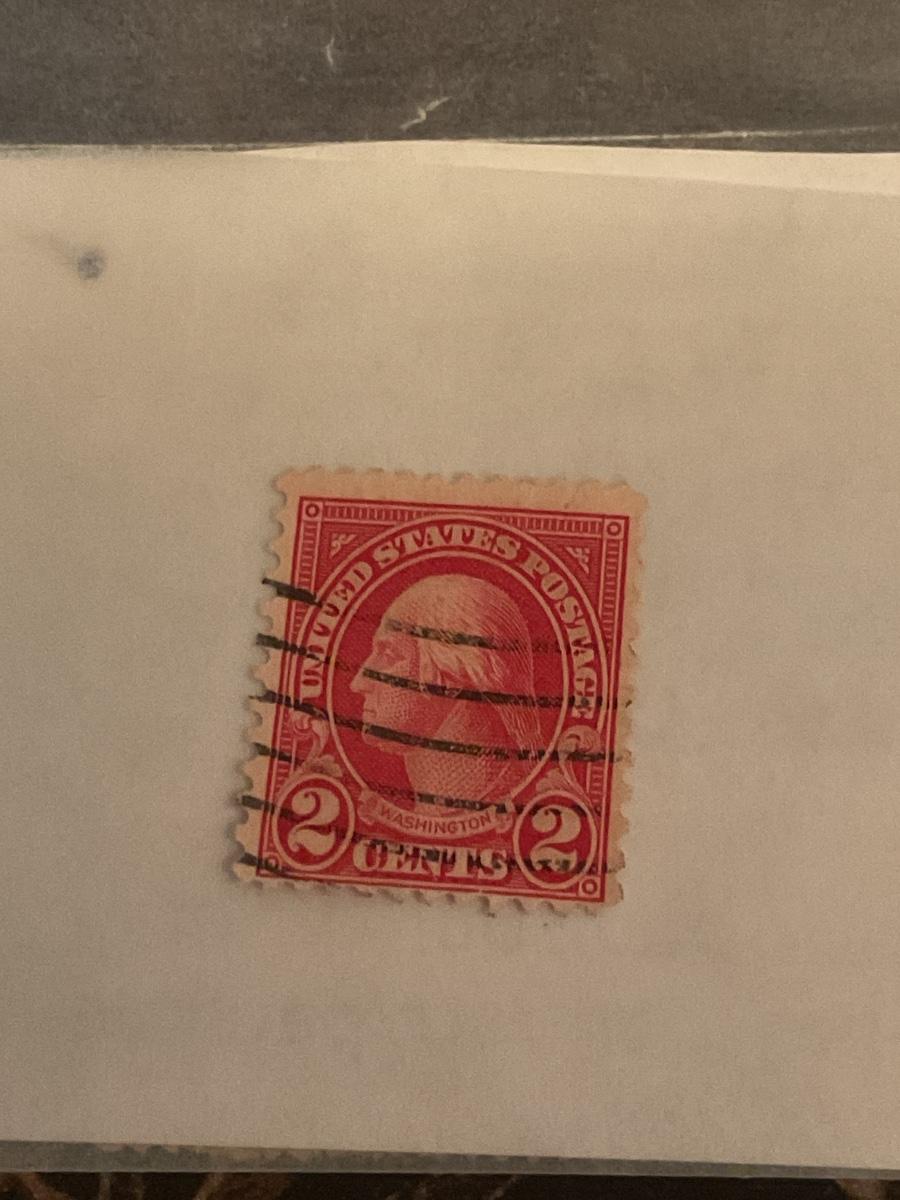 UNITED STATES POSTAGE
WASHINGTON
2 CENTS 2